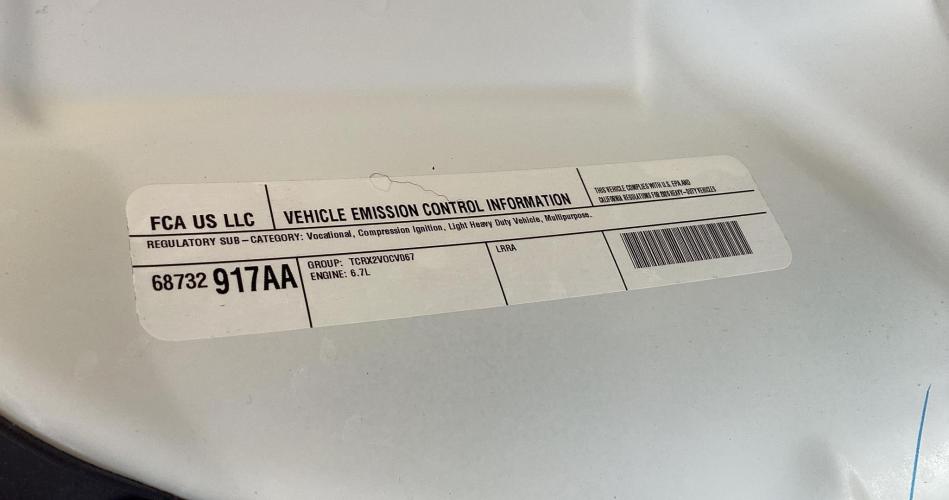 FCA US LLC
VEHICLE EMISSION CONTROL INFORMATION
THIS VEHICLE COMPLIES WITH U.S. EPA AND
CALIFORNIA REGULATIONS FOR HEAVY-DUTY VEHICLES
REGULATORY SUB-CATEGORY: Vocational, Compression Ignition, Light Heavy Duty Vehicle, Multipurpose.
68732 917AA
GROUP: TCRX2VOCV067
ENGINE: 6.7L
LRRA